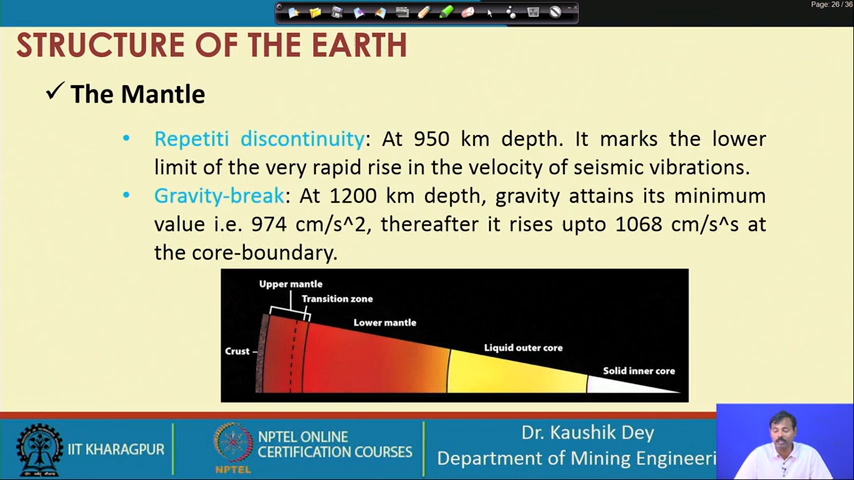 Page: 26 / 36
STRUCTURE OF THE EARTH
✓ The Mantle
• Repetiti discontinuity: At 950 km depth. It marks the lower
limit of the very rapid rise in the velocity of seismic vibrations.
• Gravity-break: At 1200 km depth, gravity attains its minimum
value i.e. 974 cm/s^2, thereafter it rises upto 1068 cm/s^s at
the core-boundary.
Upper mantle
Transition zone
Lower mantle
Crust
Liquid outer core
Solid inner core
IIT KHARAGPUR
NPTEL
NPTEL ONLINE
CERTIFICATION COURSES
Dr. Kaushik Dey
Department of Mining Engineeri